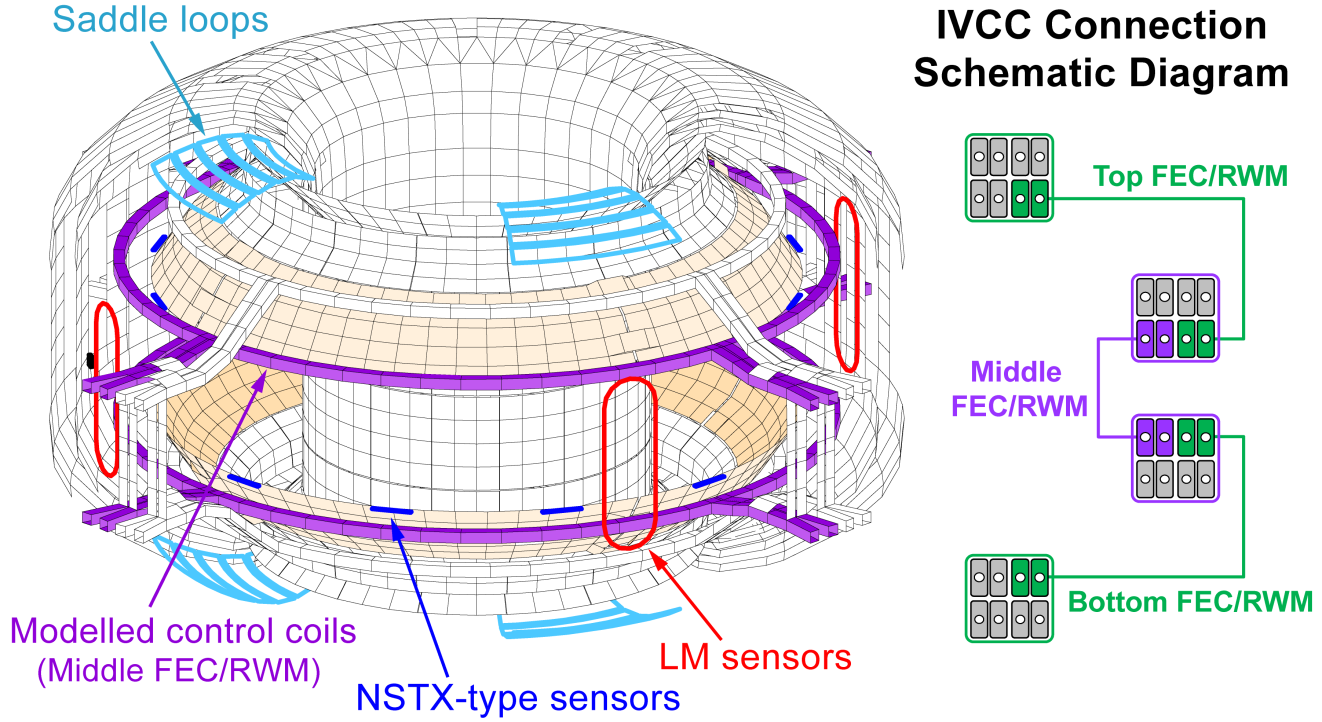 Saddle loops
IVCC Connection
Schematic Diagram
Top FEC/RWM
Middle
FEC/RWM
Bottom FEC/RWM
Modelled control coils
(Middle FEC/RWM)
LM sensors
NSTX-type sensors